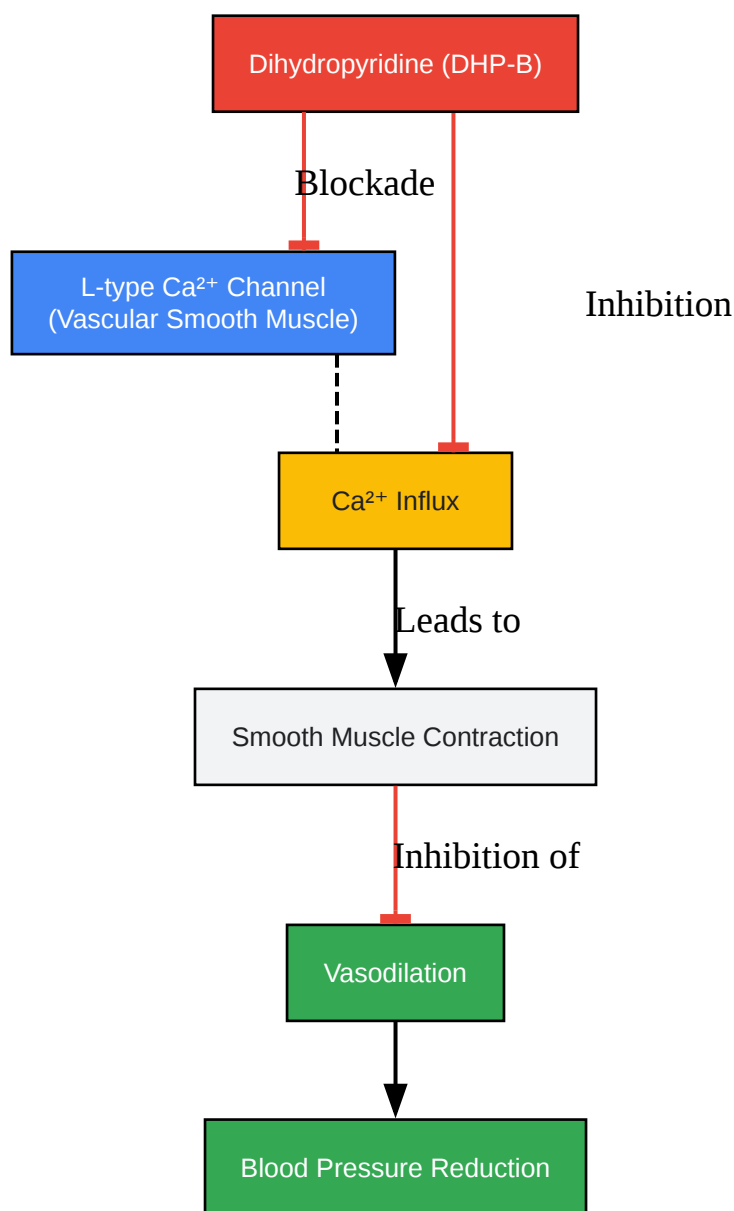 Dihydropyridine (DHP-B)
Blockade
L-type Ca²⁺ Channel
(Vascular Smooth Muscle)
Inhibition
Ca²⁺ Influx
Leads to
Smooth Muscle Contraction
Inhibition of
Vasodilation
Blood Pressure Reduction